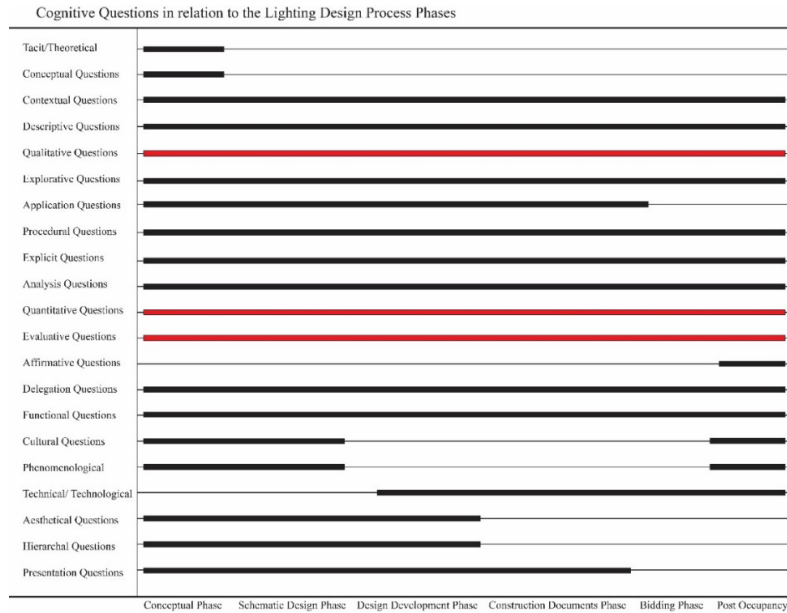 Cognitive Questions in relation to the Lighting Design Process Phases
Tacit/Theoretical
Conceptual Questions
Contextual Questions
Descriptive Questions
Qualitative Questions
Explorative Questions
Application Questions
Procedural Questions
Explicit Questions
Analysis Questions
Quantitative Questions
Evaluative Questions
Affirmative Questions
Delegation Questions
Functional Questions
Cultural Questions
Phenomenological
Technical/ Technological
Aesthetical Questions
Hierarchal Questions
Presentation Questions
Conceptual Phase Schematic Design Phase Design Development Phase Construction Documents Phase Bidding Phase Post Occupancy